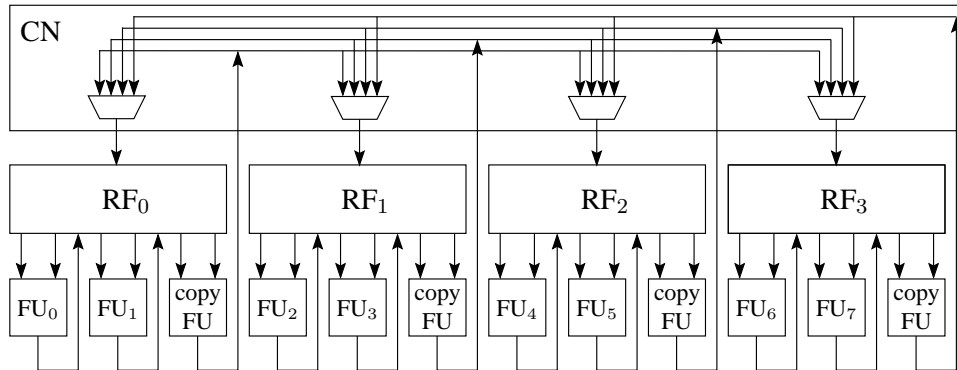 CN
RF₀ RF₁ RF₂ RF₃
FU₀ FU₁ copy FU FU₂ FU₃ copy FU FU₄ FU₅ copy FU FU₆ FU₇ copy FU